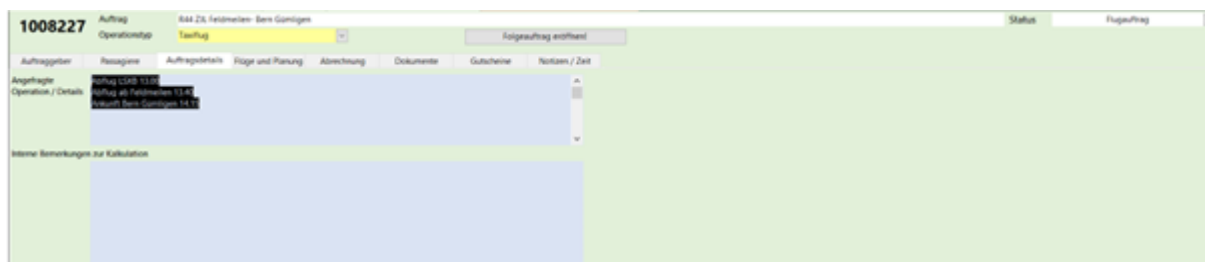 1008227
Auftrag
R44 ZIL Feldmeilen- Bern Gümligen
Status
Flugauftrag
Operationstyp
Taxiflug
Folgeauftrag eröffnen!
Auftraggeber Passagiere Auftragsdetails Flüge und Planung Abrechnung Dokumente Gutscheine Notizen / Zeit
Angefragte
Operation / Details
Abflug LSXB 13.00
Abflug ab Feldmeilen 13.40
Ankunft Bern Gümligen 14.15
Interne Bemerkungen zur Kalkulation